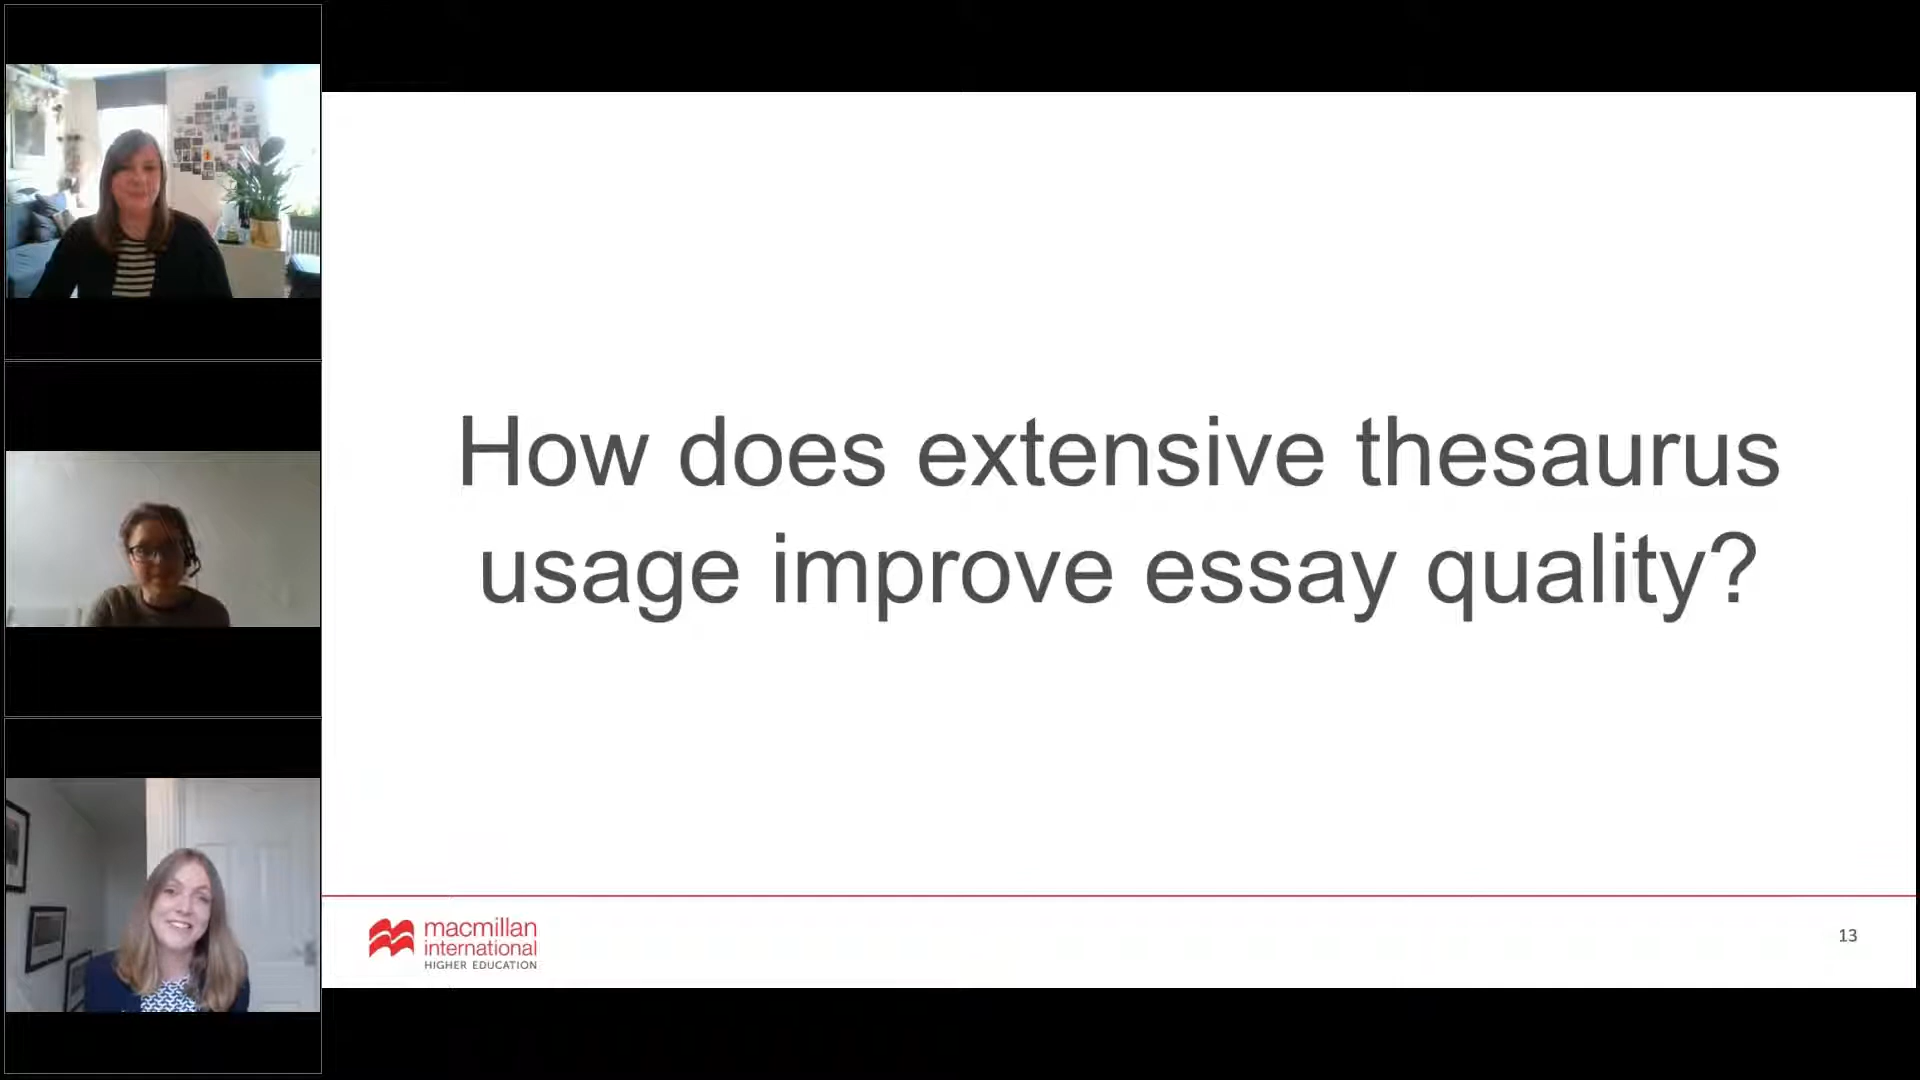 How does extensive thesaurus
usage improve essay quality?
macmillan
international
HIGHER EDUCATION
13